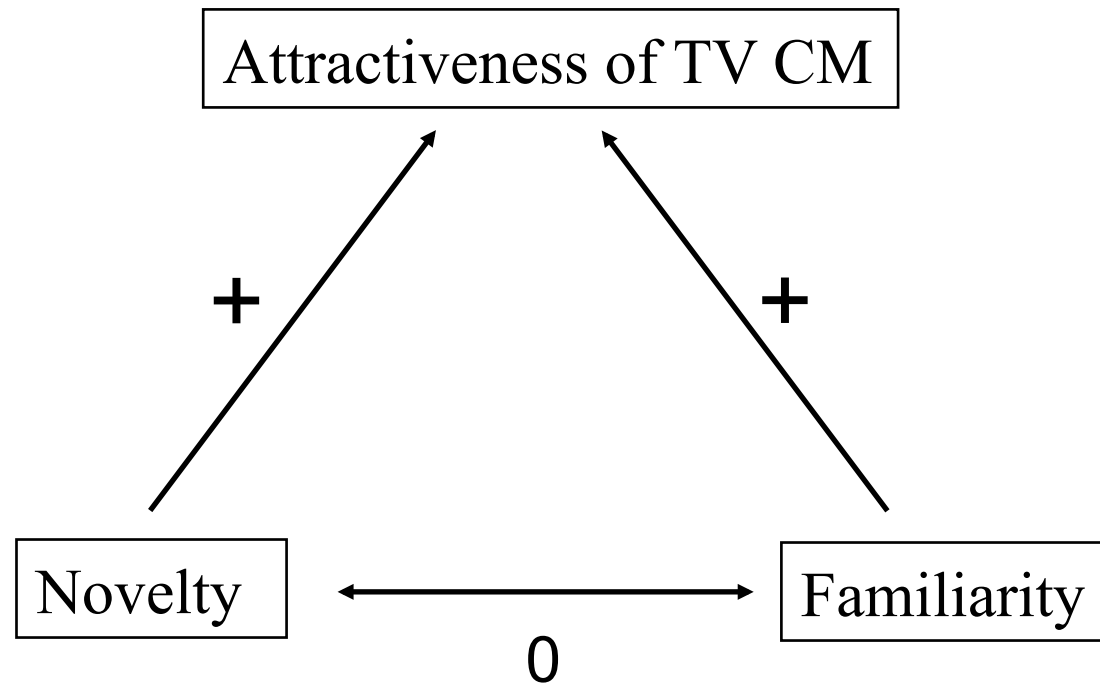 Attractiveness of TV CM
+
+
Novelty
Familiarity
0